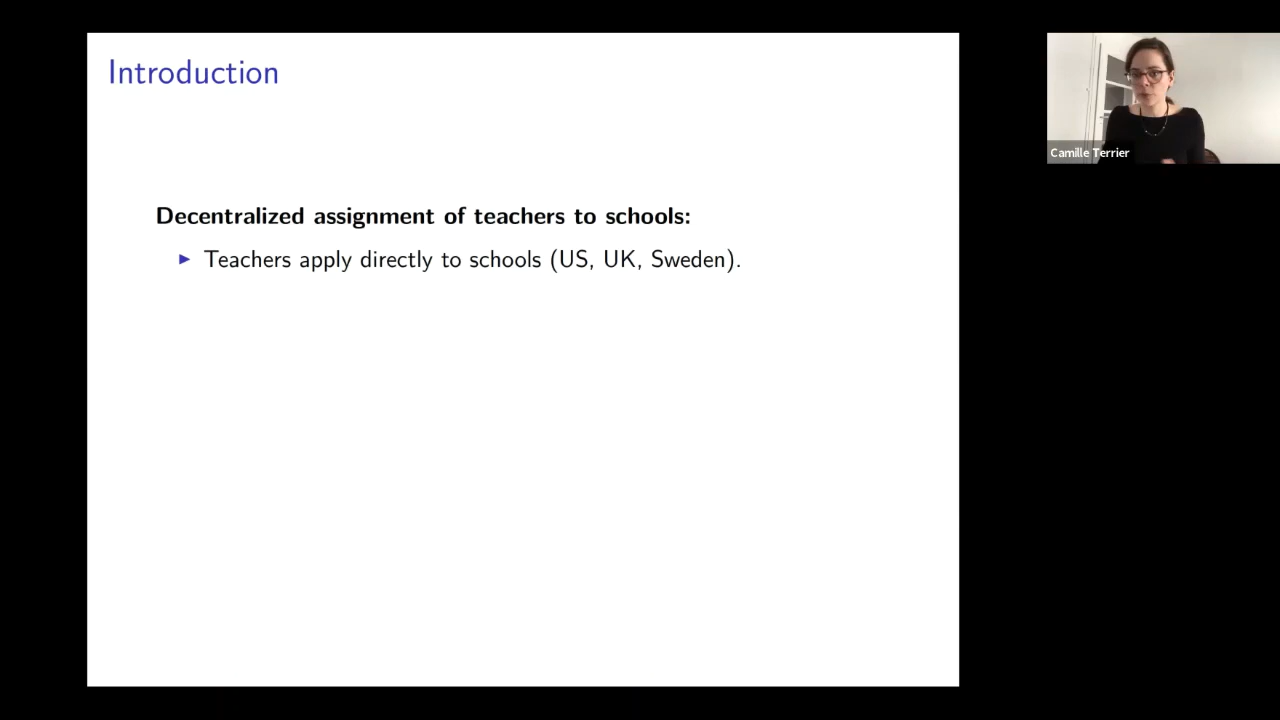 Introduction
Camille Terrier
Decentralized assignment of teachers to schools:
▶ Teachers apply directly to schools (US, UK, Sweden).